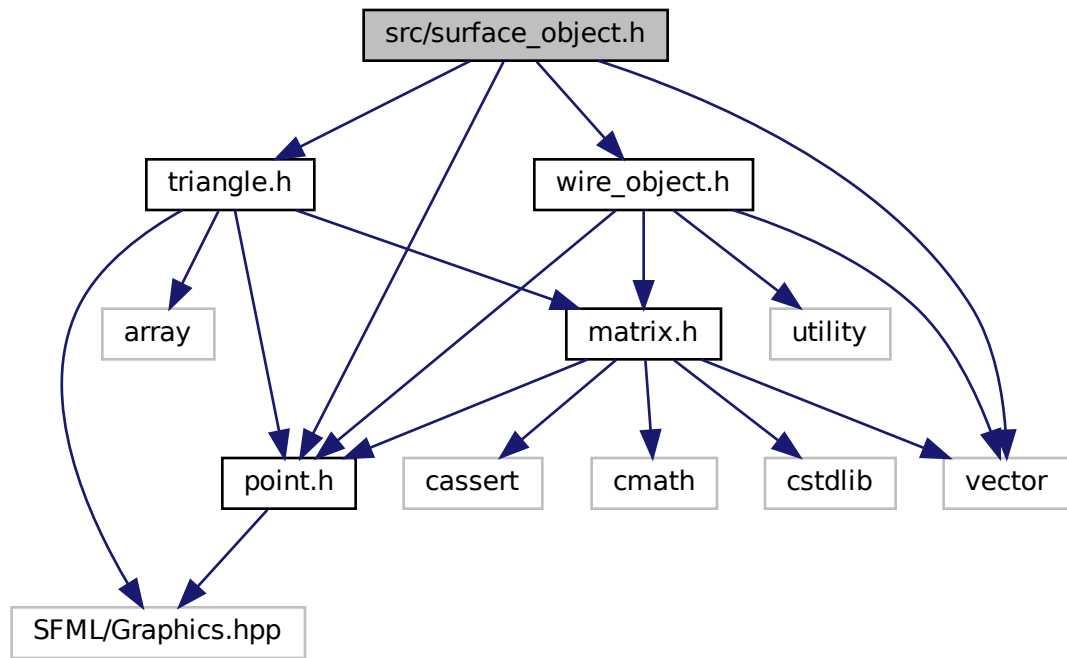 src/surface_object.h
triangle.h
wire_object.h
array
matrix.h
utility
point.h
cassert
cmath
cstdlib
vector
SFML/Graphics.hpp